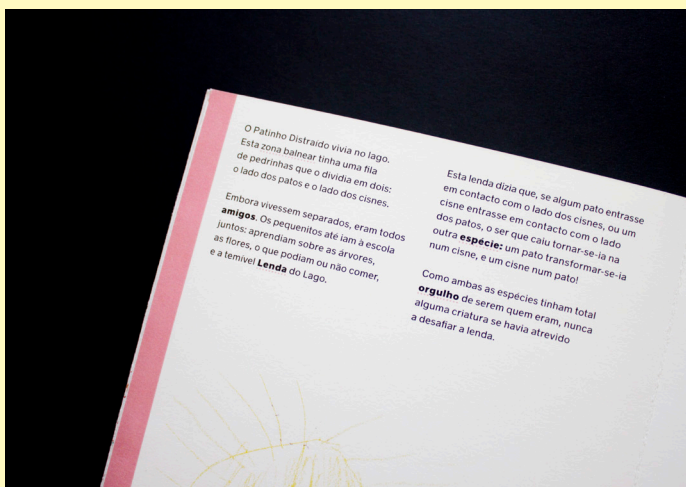 O Patinho Distraído vivia no lago.
Esta zona balnear tinha uma fila
de pedrinhas que o dividia em dois:
o lado dos patos e o lado dos cisnes.
Embora vivessem separados, eram todos
amigos. Os pequenitos até iam à escola
juntos: aprendiam sobre as árvores,
as flores, o que podiam ou não comer,
e a temível Lenda do Lago.
Esta lenda dizia que, se algum pato entrasse
em contacto com o lado dos cisnes, ou um
cisne entrasse em contacto com o lado
dos patos, o ser que caiu tornar-se-ia na
outra espécie: um pato transformar-se-ia
num cisne, e um cisne num pato!
Como ambas as espécies tinham total
orgulho de serem quem eram, nunca
alguma criatura se havia atrevido
a desafiar a lenda.